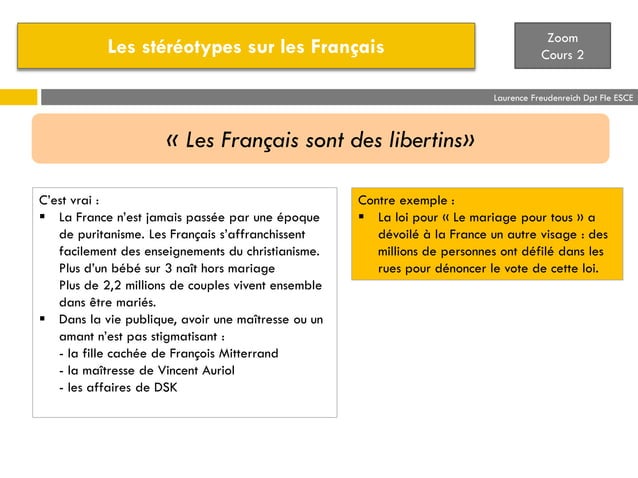 Les stéréotypes sur les Français
Zoom
Cours 2
Laurence Freudenreich Dpt Fle ESCE
« Les Français sont des libertins»
C’est vrai :
▪ La France n’est jamais passée par une époque
de puritanisme. Les Français s’affranchissent
facilement des enseignements du christianisme.
Plus d’un bébé sur 3 naît hors mariage
Plus de 2,2 millions de couples vivent ensemble
dans être mariés.
▪ Dans la vie publique, avoir une maîtresse ou un
amant n’est pas stigmatisant :
- la fille cachée de François Mitterrand
- la maîtresse de Vincent Auriol
- les affaires de DSK
Contre exemple :
▪ La loi pour « Le mariage pour tous » a
dévoilé à la France un autre visage : des
millions de personnes ont défilé dans les
rues pour dénoncer le vote de cette loi.